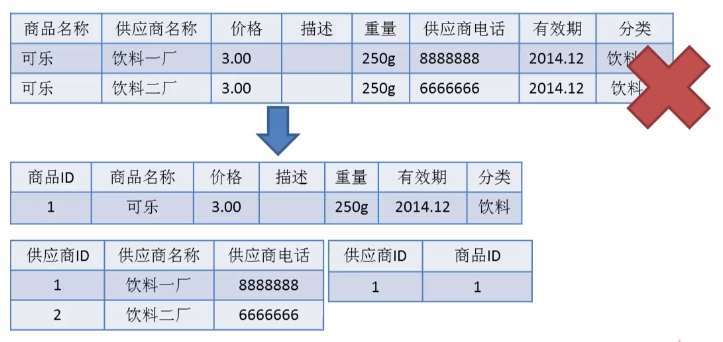 商品名称 供应商名称 价格 描述 重量 供应商电话 有效期 分类
可乐 饮料一厂 3.00 250g 8888888 2014.12 饮料
可乐 饮料二厂 3.00 250g 6666666 2014.12 饮料
商品ID 商品名称 价格 描述 重量 有效期 分类
1 可乐 3.00 250g 2014.12 饮料
供应商ID 供应商名称 供应商电话
1 饮料一厂 8888888
2 饮料二厂 6666666
供应商ID 商品ID
1 1